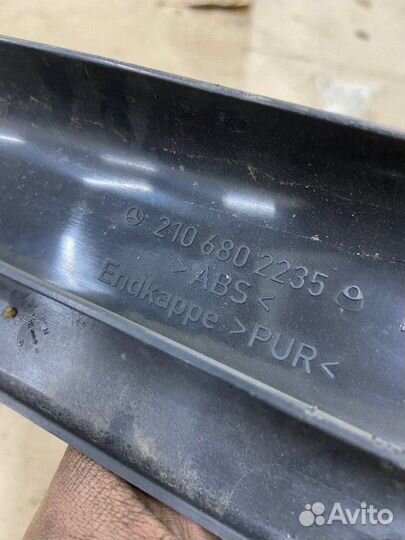 210 680 2235
>ABS<
Endkappe >PUR<
Avito